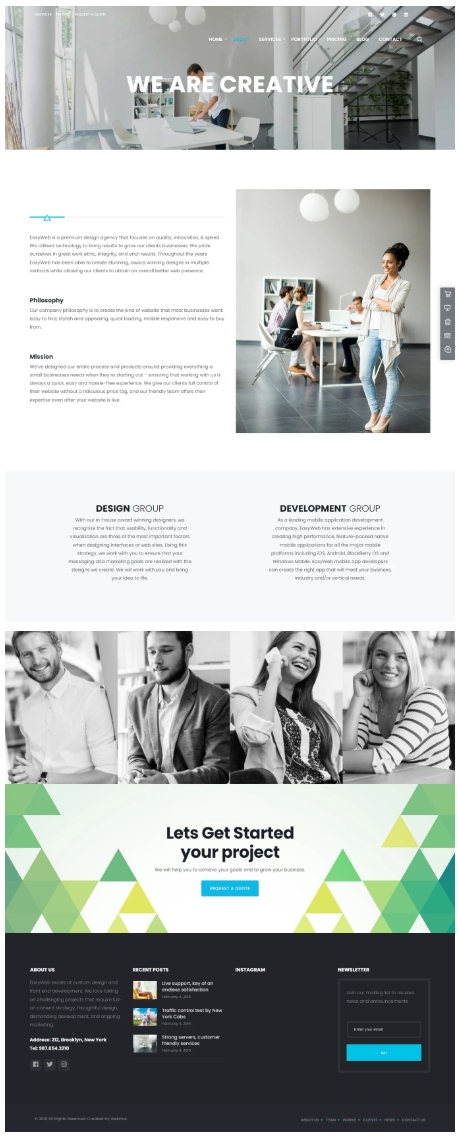 SERVICES
REQUEST A QUOTE
HOME ABOUT SERVICES PORTFOLIO PRICING BLOG CONTACT
WE ARE CREATIVE
EasyWeb is a premium design agency that focuses on quality, innovation, & speed.
We utilised technology to bring results to grow our clients businesses. We pride
ourselves in great work ethic, integrity, and end-results. Throughout the years
EasyWeb has been able to create stunning, award winning designs in multiple
verticals while allowing our clients to obtain an overall better web presence.
Philosophy
Our company philosophy is to create the kind of website that most businesses want:
easy to find, stylish and appealing, quick loading, mobile responsive and easy to buy
from.
Mission
We've designed our entire process and products around providing everything a
small businesses needs when they're starting out – ensuring that working with us is
always a quick, easy and hassle-free experience. We give our clients full control of
their website without a ridiculous price tag, and our friendly team offers their
expertise even after your website is live.
DESIGN GROUP
With our in house award winning designers, we
recognize the fact that usability, functionality and
visualization are three of the most important factors
when designing interfaces or web sites. Using this
strategy, we work with you to ensure that your
messaging and marketing goals are realized with the
designs we create. We will work with you and bring
your idea to life.
DEVELOPMENT GROUP
As a leading mobile application development
company, EasyWeb has extensive experience in
creating high performance, feature-packed native
mobile applications for all the major mobile
platforms including iOS, Android, BlackBerry OS and
Windows Mobile. EasyWeb mobile app developers
can create the right app that will meet your business,
industry and/or vertical needs.
Lets Get Started
your project
We will help you to achieve your goals and to grow your business.
REQUEST A QUOTE
ABOUT US
EasyWeb excels at custom design and
front end development. We love taking
on challenging projects that require full-
on content strategy, thoughtful design,
demanding development, and ongoing
marketing.
Address: 212, Brooklyn, New York
Tel: 987.654.3210
RECENT POSTS
Live support, key of an
endless satisfaction
February 4, 2013
Traffic control test by New
York Cabs
February 4, 2013
Strong servers, customer
friendly services
February 4, 2013
INSTAGRAM
NEWSLETTER
Join our mailing list to receive
news and announcements
Enter your email
GO!
© 2015 All Rights Reserved.
ABOUT US TEAM WORKS CLIENTS NEWS CONTACT US